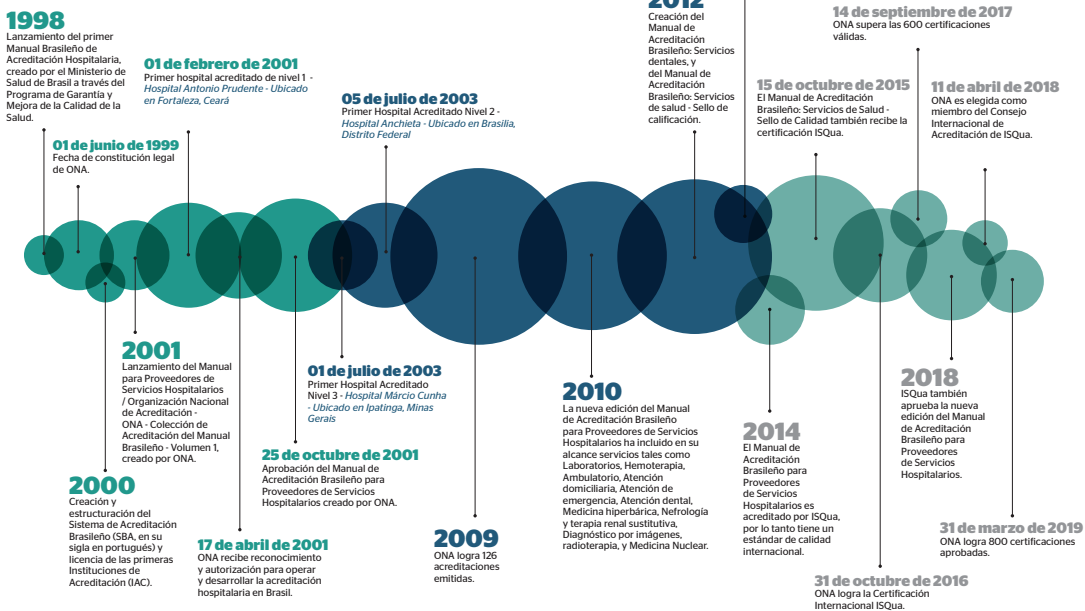 1998
Lanzamiento del primer
Manual Brasileño de
Acreditación Hospitalaria,
creado por el Ministerio de
Salud de Brasil a través del
Programa de Garantía y
Mejora de la Calidad de la
Salud.
01 de junio de 1999
Fecha de constitución legal
de ONA.
01 de febrero de 2001
Primer hospital acreditado de nivel 1 -
Hospital Antonio Prudente - Ubicado
en Fortaleza, Ceará
05 de julio de 2003
Primer Hospital Acreditado Nivel 2 -
Hospital Anchieta - Ubicado en Brasilia,
Distrito Federal
2012
Creación del
Manual de
Acreditación
Brasileño: Servicios
dentales, y
del Manual de
Acreditación
Brasileño: Servicios
de salud - Sello de
calificación.
14 de septiembre de 2017
ONA supera las 600 certificaciones
válidas.
15 de octubre de 2015
El Manual de Acreditación
Brasileño: Servicios de Salud -
Sello de Calidad también recibe la
certificación ISQua.
11 de abril de 2018
ONA es elegida como
miembro del Consejo
Internacional de
Acreditación de ISQua.
2000
Creación y
estructuración del
Sistema de Acreditación
Brasileño (SBA, en su
sigla en portugués) y
licencia de las primeras
Instituciones de
Acreditación (IAC).
2001
Lanzamiento del Manual
para Proveedores de
Servicios Hospitalarios
/ Organización Nacional
de Acreditación -
ONA - Colección de
Acreditación del Manual
Brasileño - Volumen 1,
creado por ONA.
17 de abril de 2001
ONA recibe reconocimiento
y autorización para operar
y desarrollar la acreditación
hospitalaria en Brasil.
25 de octubre de 2001
Aprobación del Manual de
Acreditación Brasileño para
Proveedores de Servicios
Hospitalarios creado por ONA.
01 de julio de 2003
Primer Hospital Acreditado
Nivel 3 - Hospital Márcio Cunha
- Ubicado en Ipatinga, Minas
Gerais
2009
ONA logra 126
acreditaciones
emitidas.
2010
La nueva edición del Manual
de Acreditación Brasileño
para Proveedores de Servicios
Hospitalarios ha incluido en su
alcance servicios tales como
Laboratorios, Hemoterapia,
Ambulatorio, Atención
domiciliaria, Atención de
emergencia, Atención dental,
Medicina hiperbárica, Nefrología
y terapia renal sustitutiva,
Diagnóstico por imágenes,
radioterapia, y Medicina Nuclear.
2014
El Manual de
Acreditación
Brasileño para
Proveedores
de Servicios
Hospitalarios es
acreditado por ISQua,
por lo tanto tiene un
estándar de calidad
internacional.
31 de octubre de 2016
ONA logra la Certificación
Internacional ISQua.
2018
ISQua también
aprueba la nueva
edición del Manual
de Acreditación
Brasileño para
Proveedores
de Servicios
Hospitalarios.
31 de marzo de 2019
ONA logra 800 certificaciones
aprobadas.